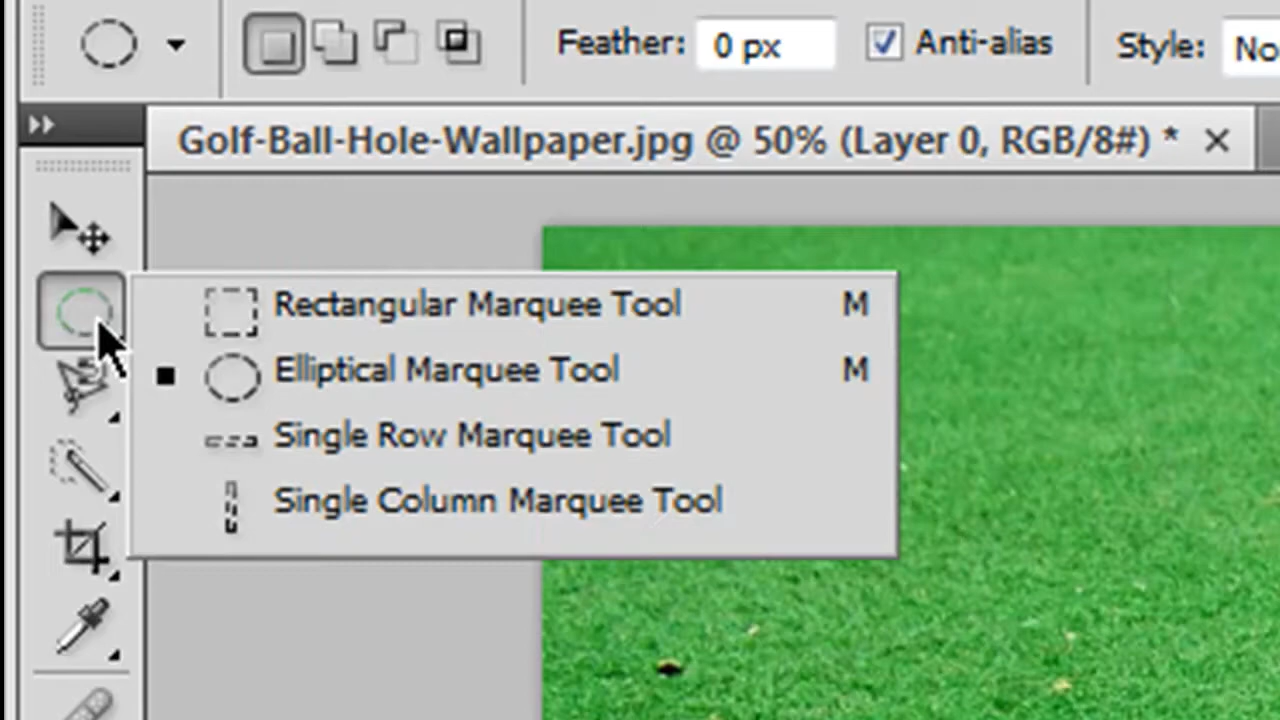 Feather: 0 px Anti-alias Style:
Golf-Ball-Hole-Wallpaper.jpg @ 50% (Layer 0, RGB/8#) *
Rectangular Marquee Tool M
Elliptical Marquee Tool M
Single Row Marquee Tool
Single Column Marquee Tool